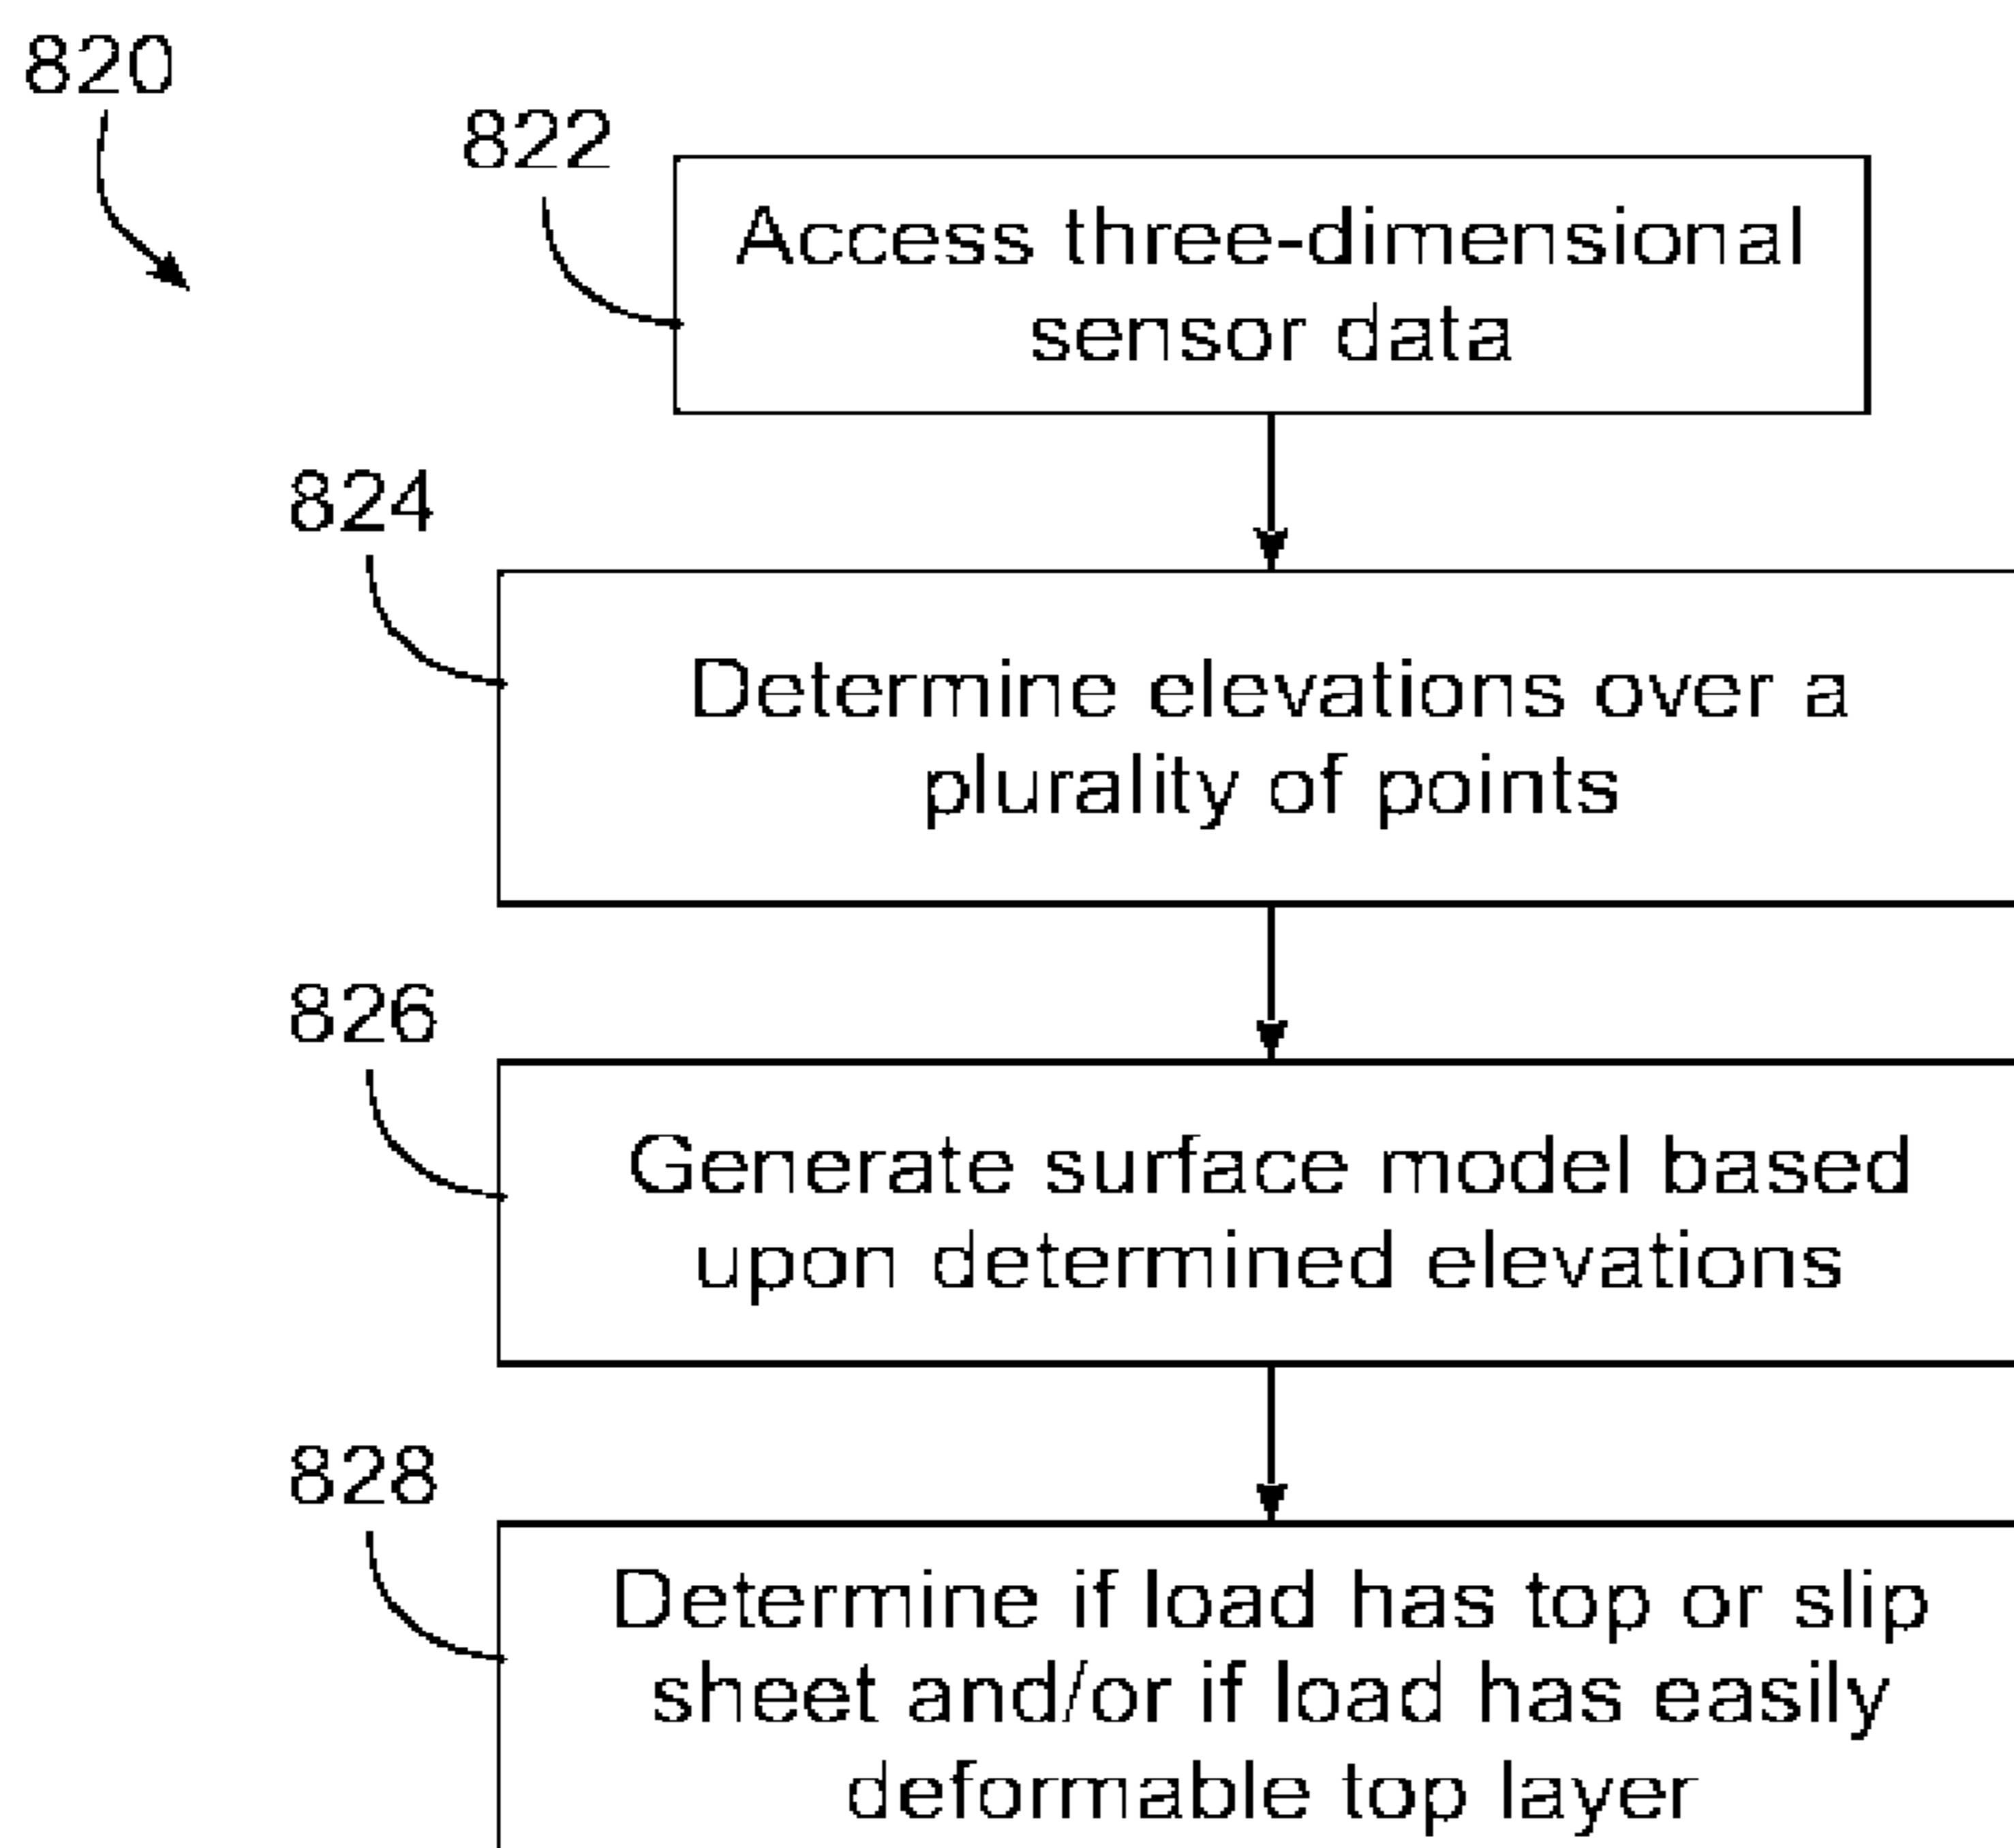 820
822
Access three-dimensional
sensor data
824
Determine elevations over a
plurality of points
826
Generate surface model based
upon determined elevations
828
Determine if load has top or slip
sheet and/or if load has easily
deformable top layer